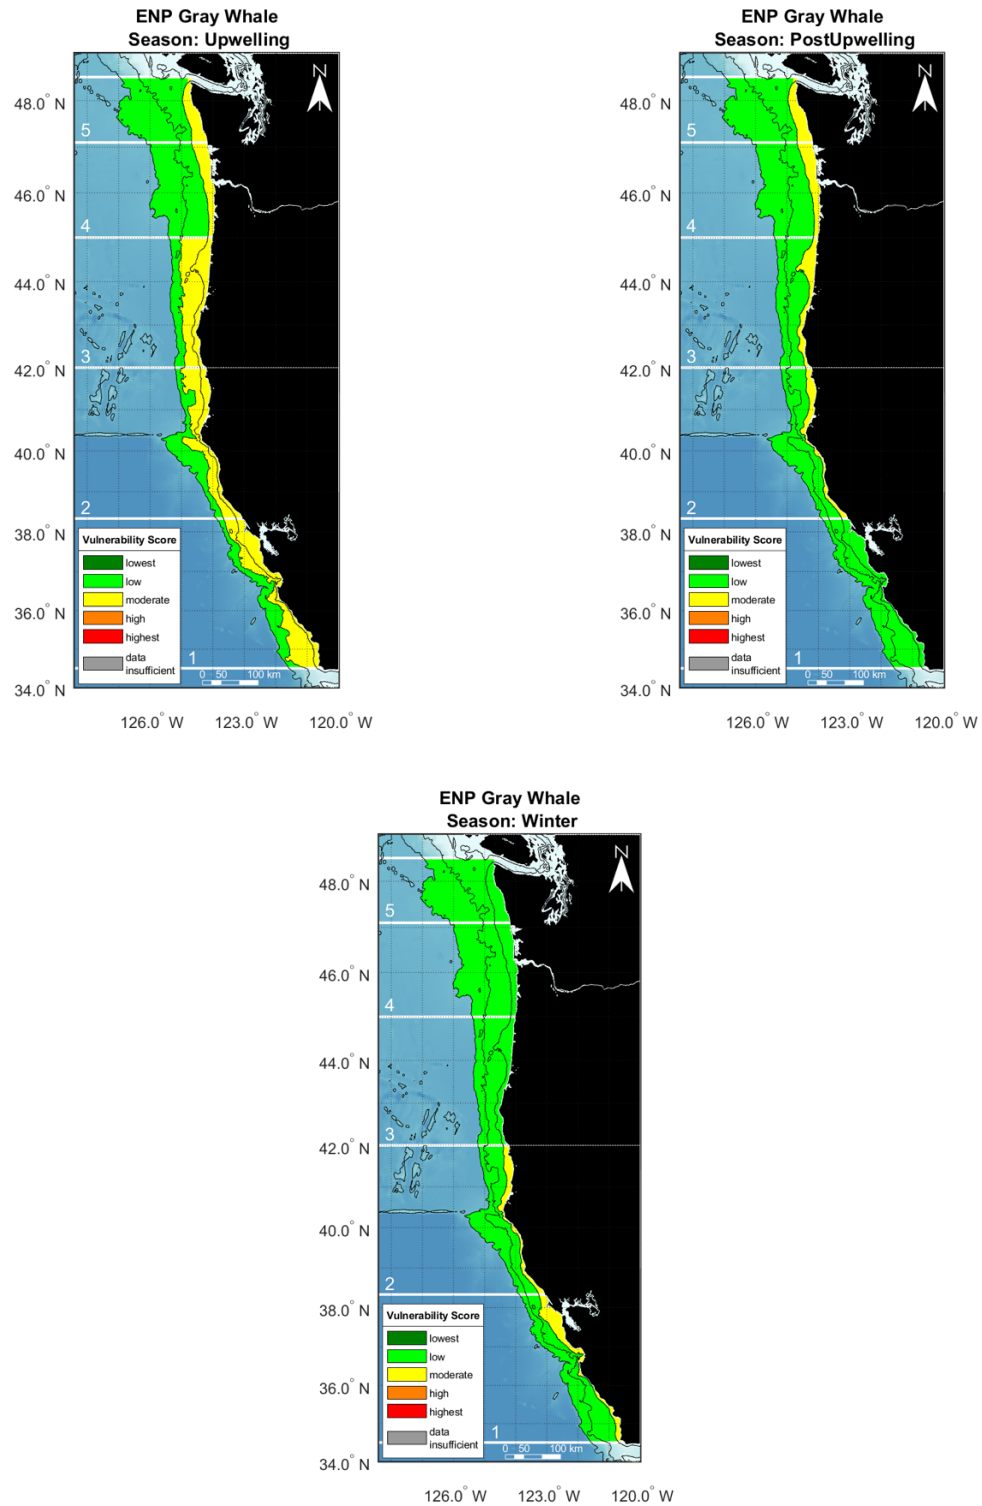 ENP Gray Whale
Season: Upwelling
N
48.0° N
5
46.0° N
4
44.0° N
3
42.0° N
40.0° N
2
38.0° N
Vulnerability Score
lowest
low
moderate
high
highest
data
insufficient
36.0° N
1
0 50 100 km
34.0° N
126.0° W 123.0° W 120.0° W
ENP Gray Whale
Season: PostUpwelling
N
48.0° N
5
46.0° N
4
44.0° N
3
42.0° N
40.0° N
2
38.0° N
Vulnerability Score
lowest
low
moderate
high
highest
data
insufficient
36.0° N
1
0 50 100 km
34.0° N
126.0° W 123.0° W 120.0° W
ENP Gray Whale
Season: Winter
N
48.0° N
5
46.0° N
4
44.0° N
3
42.0° N
40.0° N
2
38.0° N
Vulnerability Score
lowest
low
moderate
high
highest
data
insufficient
36.0° N
1
0 50 100 km
34.0° N
126.0° W 123.0° W 120.0° W